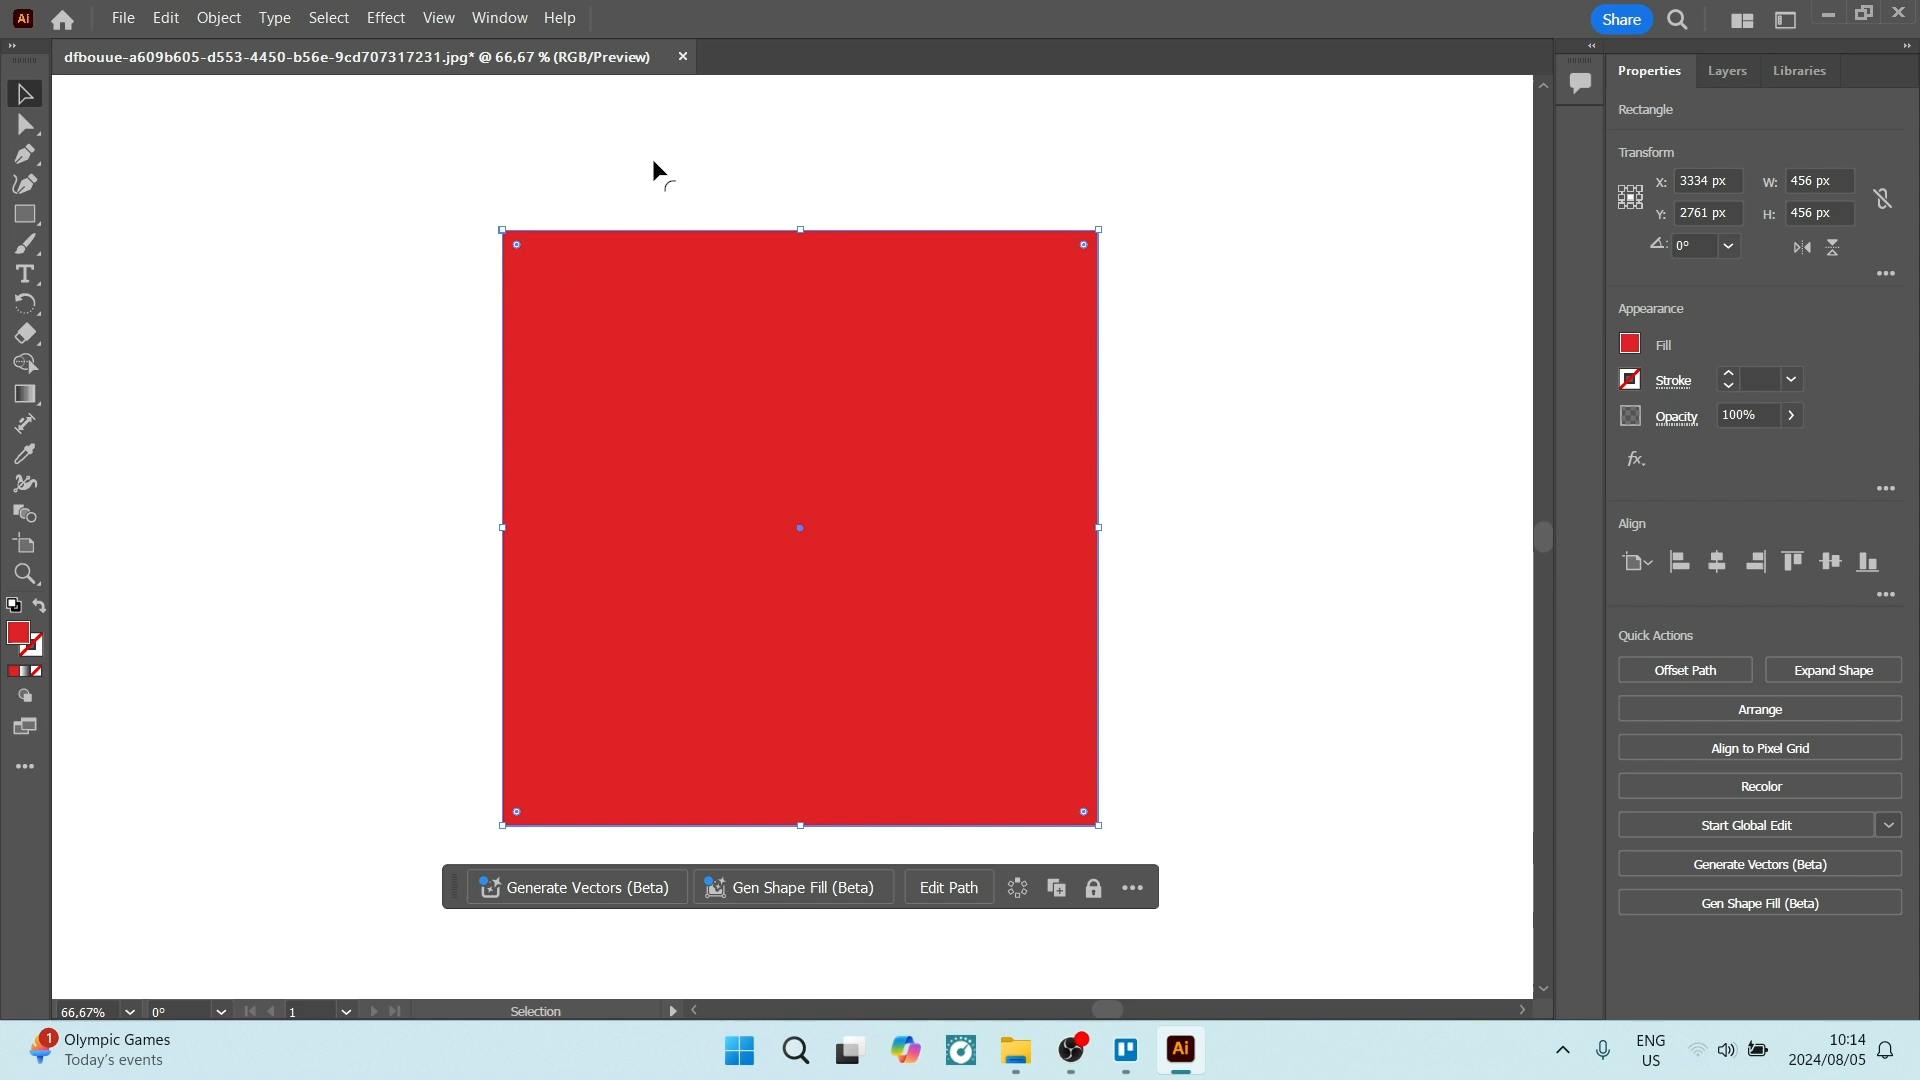 Ai File Edit Object Type Select Effect View Window Help Share
dfbouue-a609b605-d553-4450-b56e-9cd707317231.jpg* @ 66,67 % (RGB/Preview)
Properties Layers Libraries
Rectangle
Transform
X: 3334 px W: 456 px
Y: 2761 px H: 456 px
0°
Appearance
Fill
Stroke
Opacity 100%
fx.
Align
Quick Actions
Offset Path Expand Shape
Arrange
Align to Pixel Grid
Recolor
Start Global Edit
Generate Vectors (Beta)
Gen Shape Fill (Beta)
Generate Vectors (Beta) Gen Shape Fill (Beta) Edit Path
66,67% 0° 1 Selection
1 Olympic Games
Today's events
Ai
ENG
US
10:14
2024/08/05